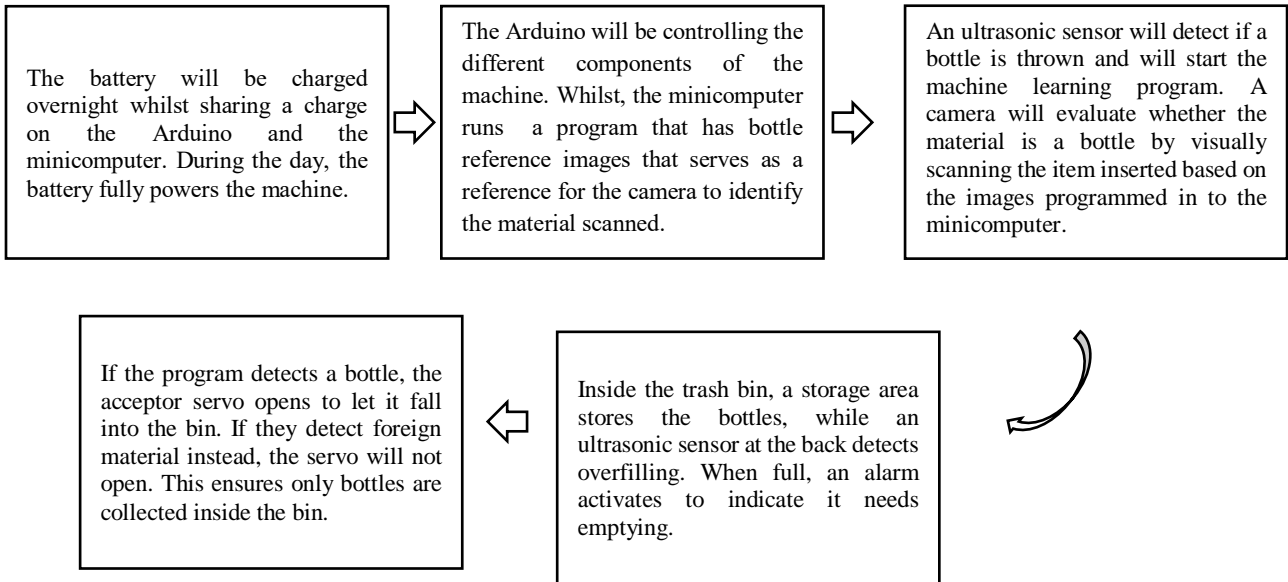 The battery will be charged
overnight whilst sharing a charge
on the Arduino and the
minicomputer. During the day, the
battery fully powers the machine.
The Arduino will be controlling the
different components of the
machine. Whilst, the minicomputer
runs a program that has bottle
reference images that serves as a
reference for the camera to identify
the material scanned.
An ultrasonic sensor will detect if a
bottle is thrown and will start the
machine learning program. A
camera will evaluate whether the
material is a bottle by visually
scanning the item inserted based on
the images programmed in to the
minicomputer.
Inside the trash bin, a storage area
stores the bottles, while an
ultrasonic sensor at the back detects
overfilling. When full, an alarm
activates to indicate it needs
emptying.
If the program detects a bottle, the
acceptor servo opens to let it fall
into the bin. If they detect foreign
material instead, the servo will not
open. This ensures only bottles are
collected inside the bin.